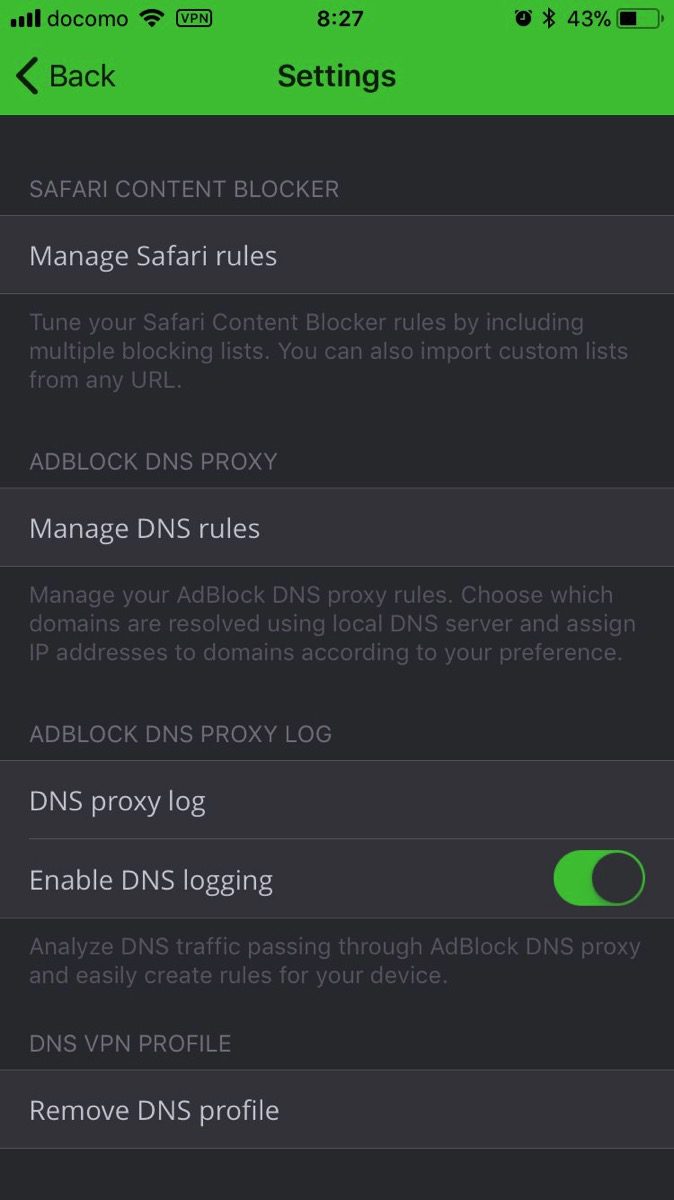 docomo VPN 8:27 43%
Back Settings
SAFARI CONTENT BLOCKER
Manage Safari rules
Tune your Safari Content Blocker rules by including
multiple blocking lists. You can also import custom lists
from any URL.
ADBLOCK DNS PROXY
Manage DNS rules
Manage your AdBlock DNS proxy rules. Choose which
domains are resolved using local DNS server and assign
IP addresses to domains according to your preference.
ADBLOCK DNS PROXY LOG
DNS proxy log
Enable DNS logging
Analyze DNS traffic passing through AdBlock DNS proxy
and easily create rules for your device.
DNS VPN PROFILE
Remove DNS profile